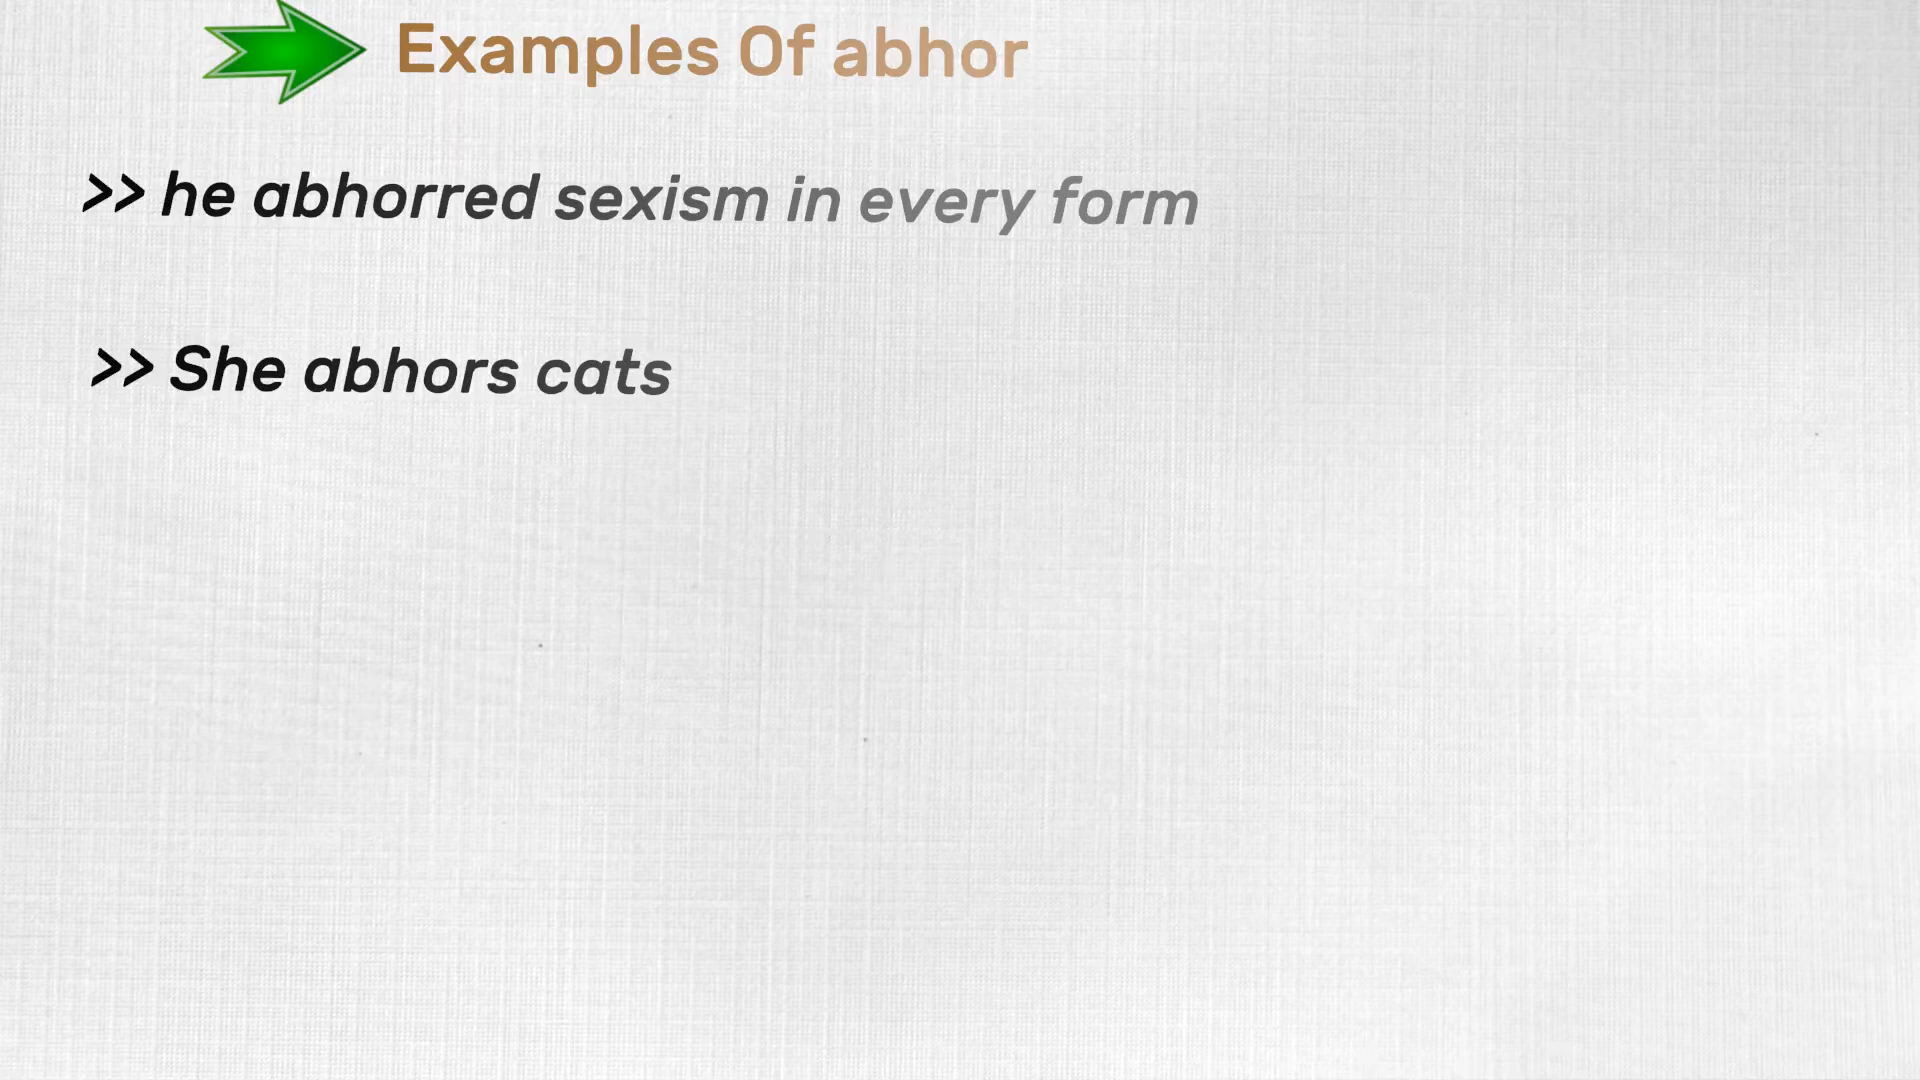 Examples Of abhor
>> he abhorred sexism in every form
>> She abhors cats